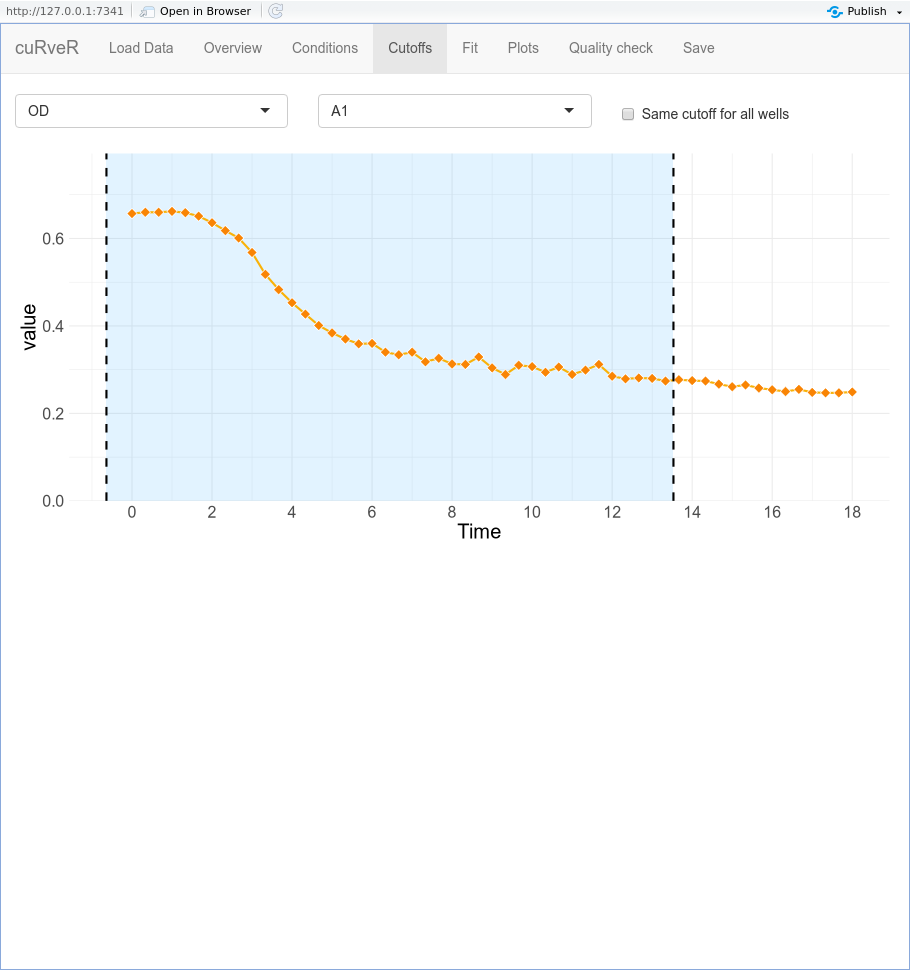 http://127.0.0.1:7341 Open in Browser Publish
cuRveR Load Data Overview Conditions Cutoffs Fit Plots Quality check Save
OD A1 Same cutoff for all wells
value
0.6
0.4
0.2
0.0
0 2 4 6 8 10 12 14 16 18
Time